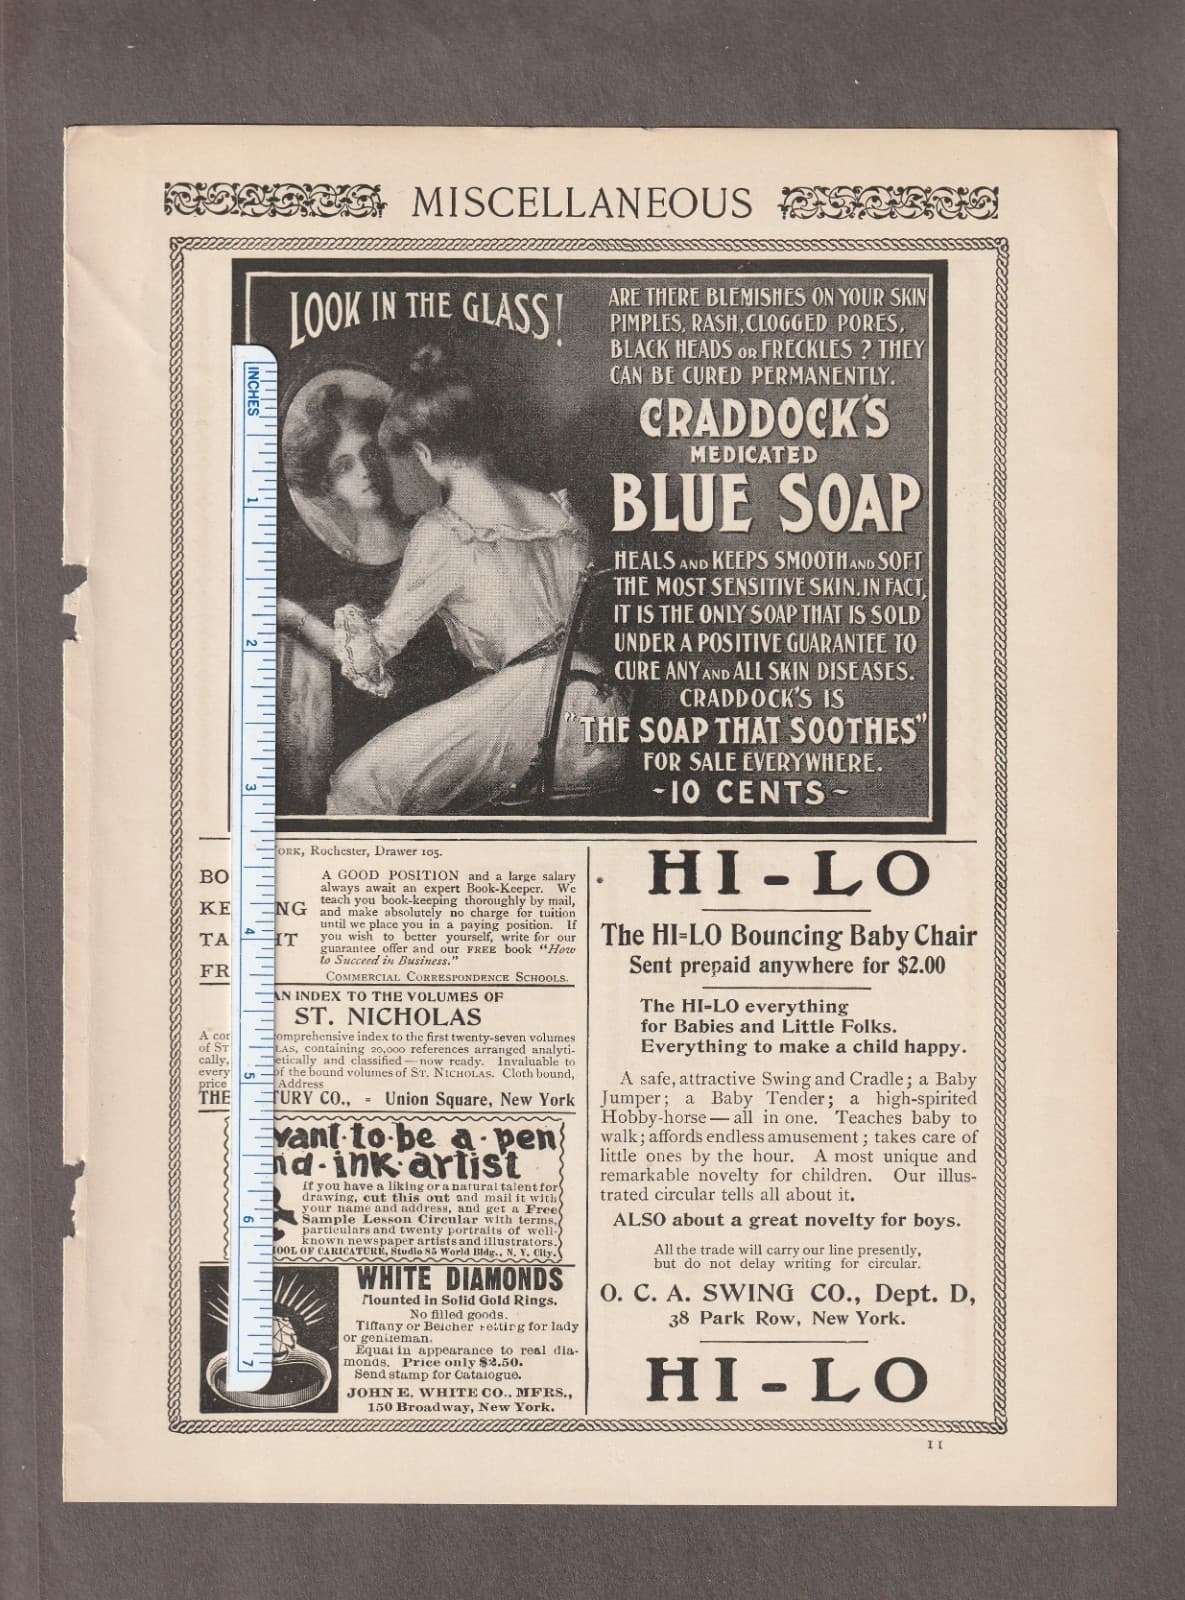 MISCELLANEOUS
LOOK IN THE GLASS!
ARE THERE BLEMISHES ON YOUR SKIN
PIMPLES, RASH, CLOGGED PORES,
BLACK HEADS OR FRECKLES? THEY
CAN BE CURED PERMANENTLY.
CRADDOCK'S
MEDICATED
BLUE SOAP
HEALS AND KEEPS SMOOTH AND SOFT
THE MOST SENSITIVE SKIN. IN FACT,
IT IS THE ONLY SOAP THAT IS SOLD
UNDER A POSITIVE GUARANTEE TO
CURE ANY AND ALL SKIN DISEASES.
CRADDOCK'S IS
"THE SOAP THAT SOOTHES"
FOR SALE EVERYWHERE.
~10 CENTS~
INCHES
1
2
3
4
5
6
7
ORK, Rochester, Drawer 105.
BO
KE NG
TA HT
FR
A GOOD POSITION and a large salary
always await an expert Book-Keeper. We
teach you book-keeping thoroughly by mail,
and make absolutely no charge for tuition
until we place you in a paying position. If
you wish to better yourself, write for our
guarantee offer and our FREE book "How
to Succeed in Business."
COMMERCIAL CORRESPONDENCE SCHOOLS.
AN INDEX TO THE VOLUMES OF
ST. NICHOLAS
A com omprehensive index to the first twenty-seven volumes
of ST LAS, containing 20,000 references arranged analyti-
cally, etically and classified—now ready. Invaluable to
every of the bound volumes of ST. NICHOLAS. Cloth bound,
price Address
THE TURY CO., = Union Square, New York
want·to·be a·pen
nd·ink·artist
If you have a liking or a natural talent for
drawing, cut this out and mail it with
your name and address, and get a Free
Sample Lesson Circular with terms,
particulars and twenty portraits of well-
known newspaper artists and illustrators.
OOL OF CARICATURE, Studio 85 World Bldg., N. Y. City.
WHITE DIAMONDS
Mounted in Solid Gold Rings.
No filled goods.
Tiffany or Belcher setting for lady
or gentleman.
Equal in appearance to real dia-
monds. Price only $2.50.
Send stamp for Catalogue.
JOHN E. WHITE CO., MFRS.,
150 Broadway, New York.
HI-LO
The HI=LO Bouncing Baby Chair
Sent prepaid anywhere for $2.00
The HI=LO everything
for Babies and Little Folks.
Everything to make a child happy.
A safe, attractive Swing and Cradle; a Baby
Jumper; a Baby Tender; a high-spirited
Hobby-horse—all in one. Teaches baby to
walk; affords endless amusement; takes care of
little ones by the hour. A most unique and
remarkable novelty for children. Our illus-
trated circular tells all about it.
ALSO about a great novelty for boys.
All the trade will carry our line presently,
but do not delay writing for circular.
O. C. A. SWING CO., Dept. D,
38 Park Row, New York.
HI-LO
11